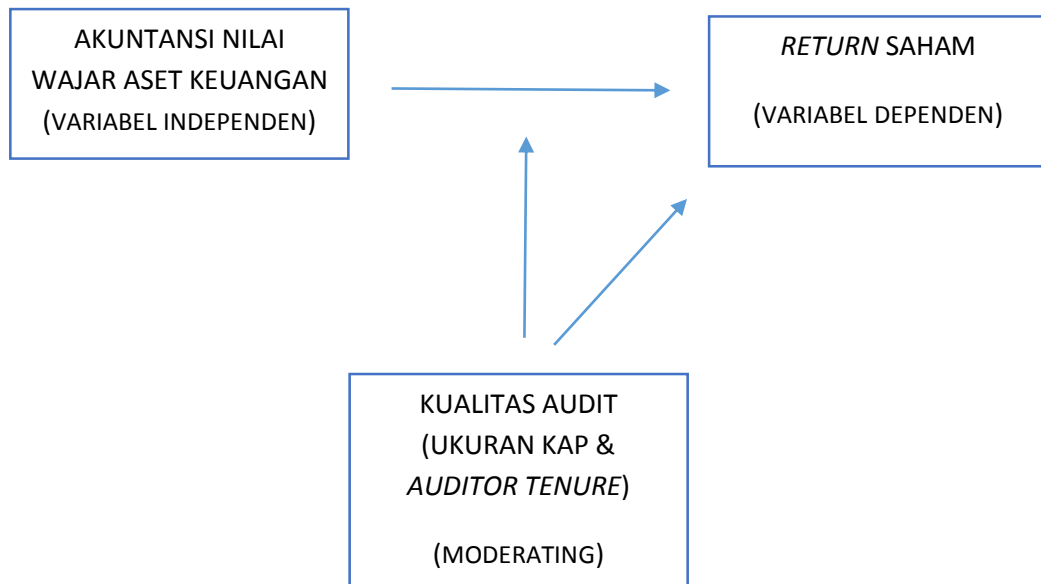 AKUNTANSI NILAI
WAJAR ASET KEUANGAN
(VARIABEL INDEPENDEN)
RETURN SAHAM
(VARIABEL DEPENDEN)
KUALITAS AUDIT
(UKURAN KAP &
AUDITOR TENURE)
(MODERATING)